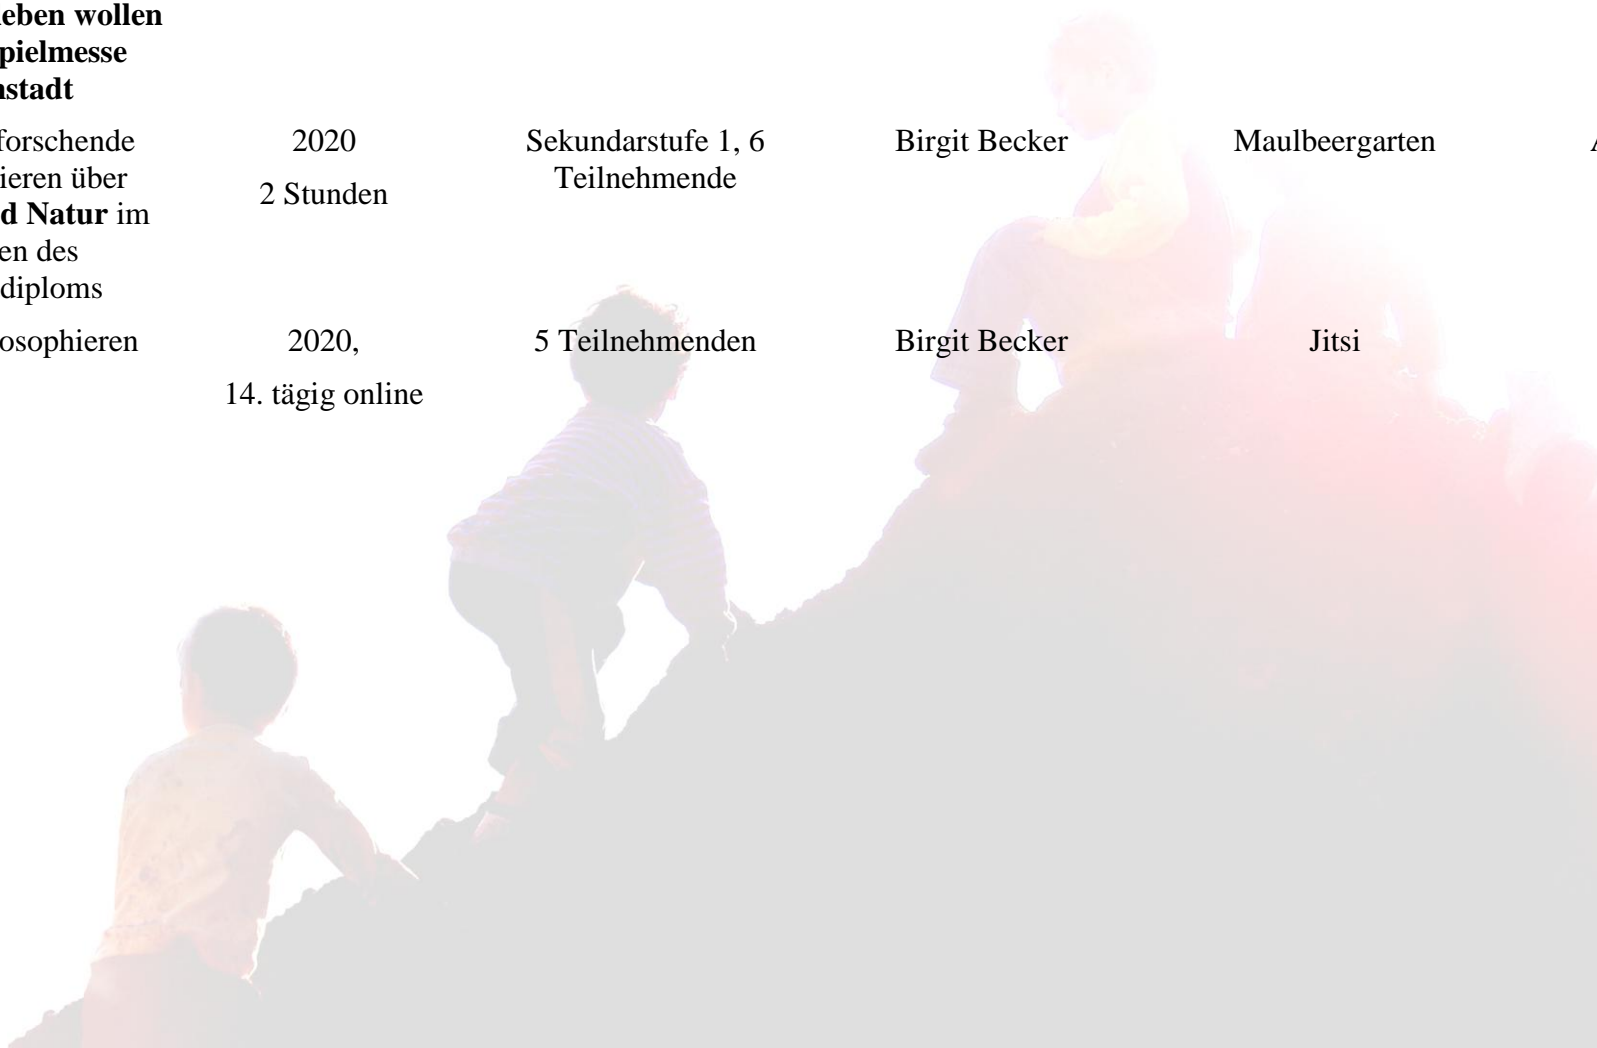 eben wollen
pielmesse
nstadt
forschende
ieren über
d Natur im
en des
diploms
2020
2 Stunden
Sekundarstufe 1, 6
Teilnehmende
Birgit Becker
Maulbeergarten
osophieren
2020,
14. tägig online
5 Teilnehmenden
Birgit Becker
Jitsi